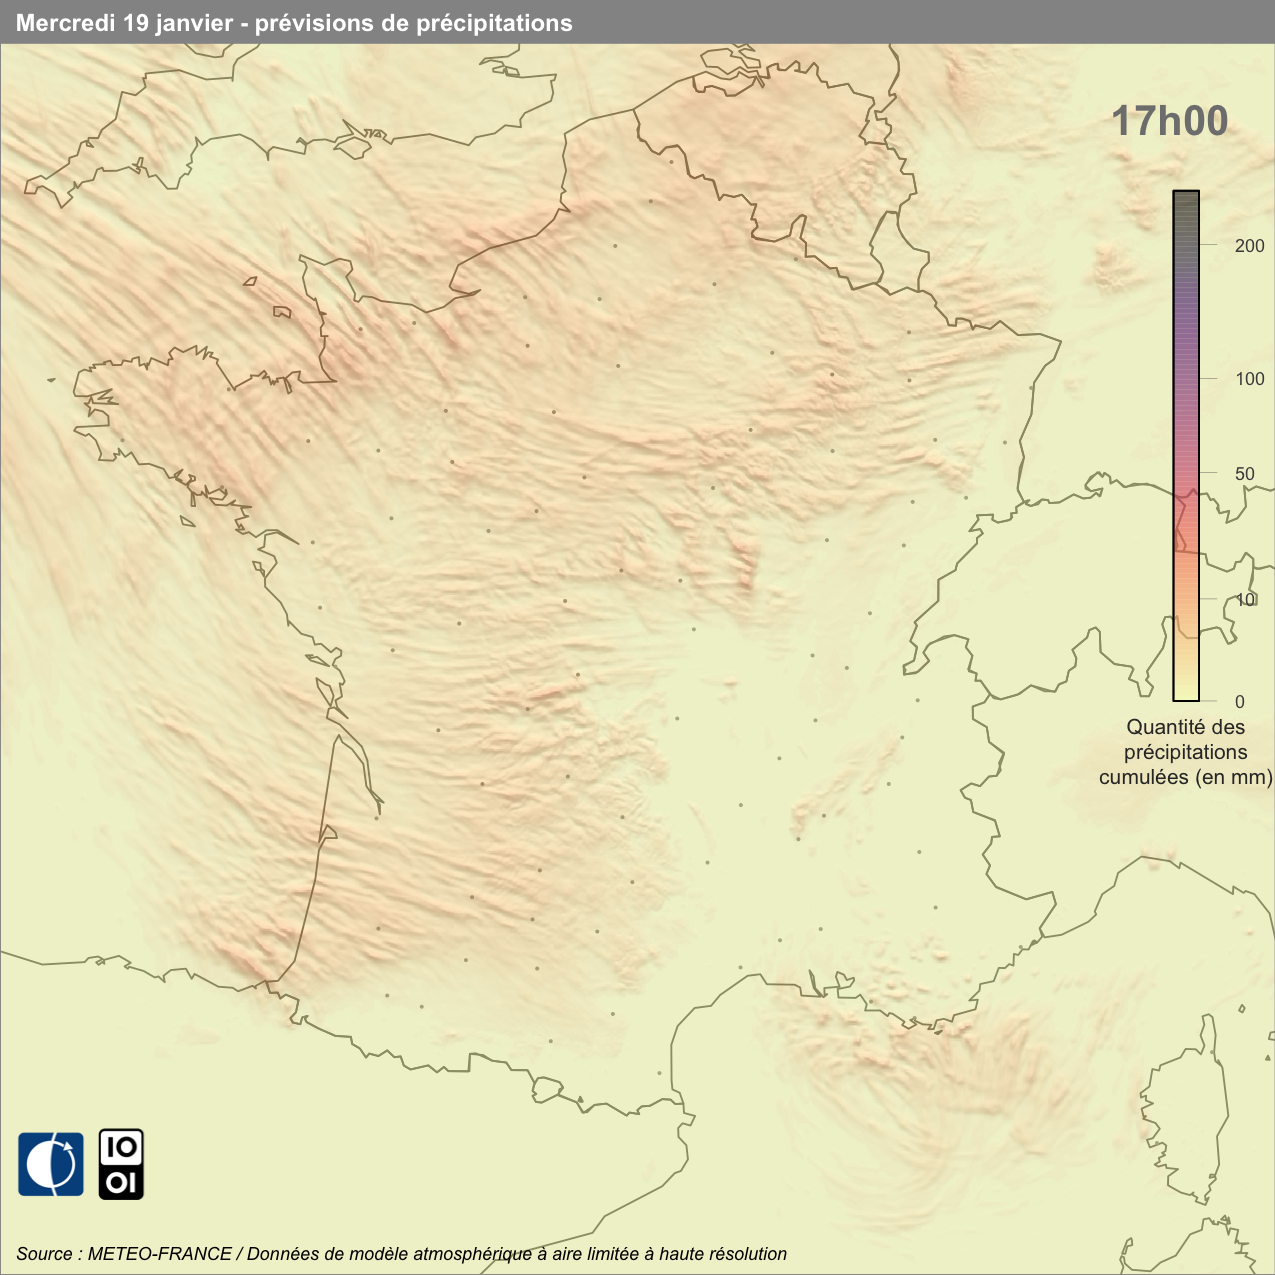 Mercredi 19 janvier - prévisions de précipitations
17h00
200
100
50
10
0
Quantité des
précipitations
cumulées (en mm)
IO
OI
Source : METEO-FRANCE / Données de modèle atmosphérique à aire limitée à haute résolution